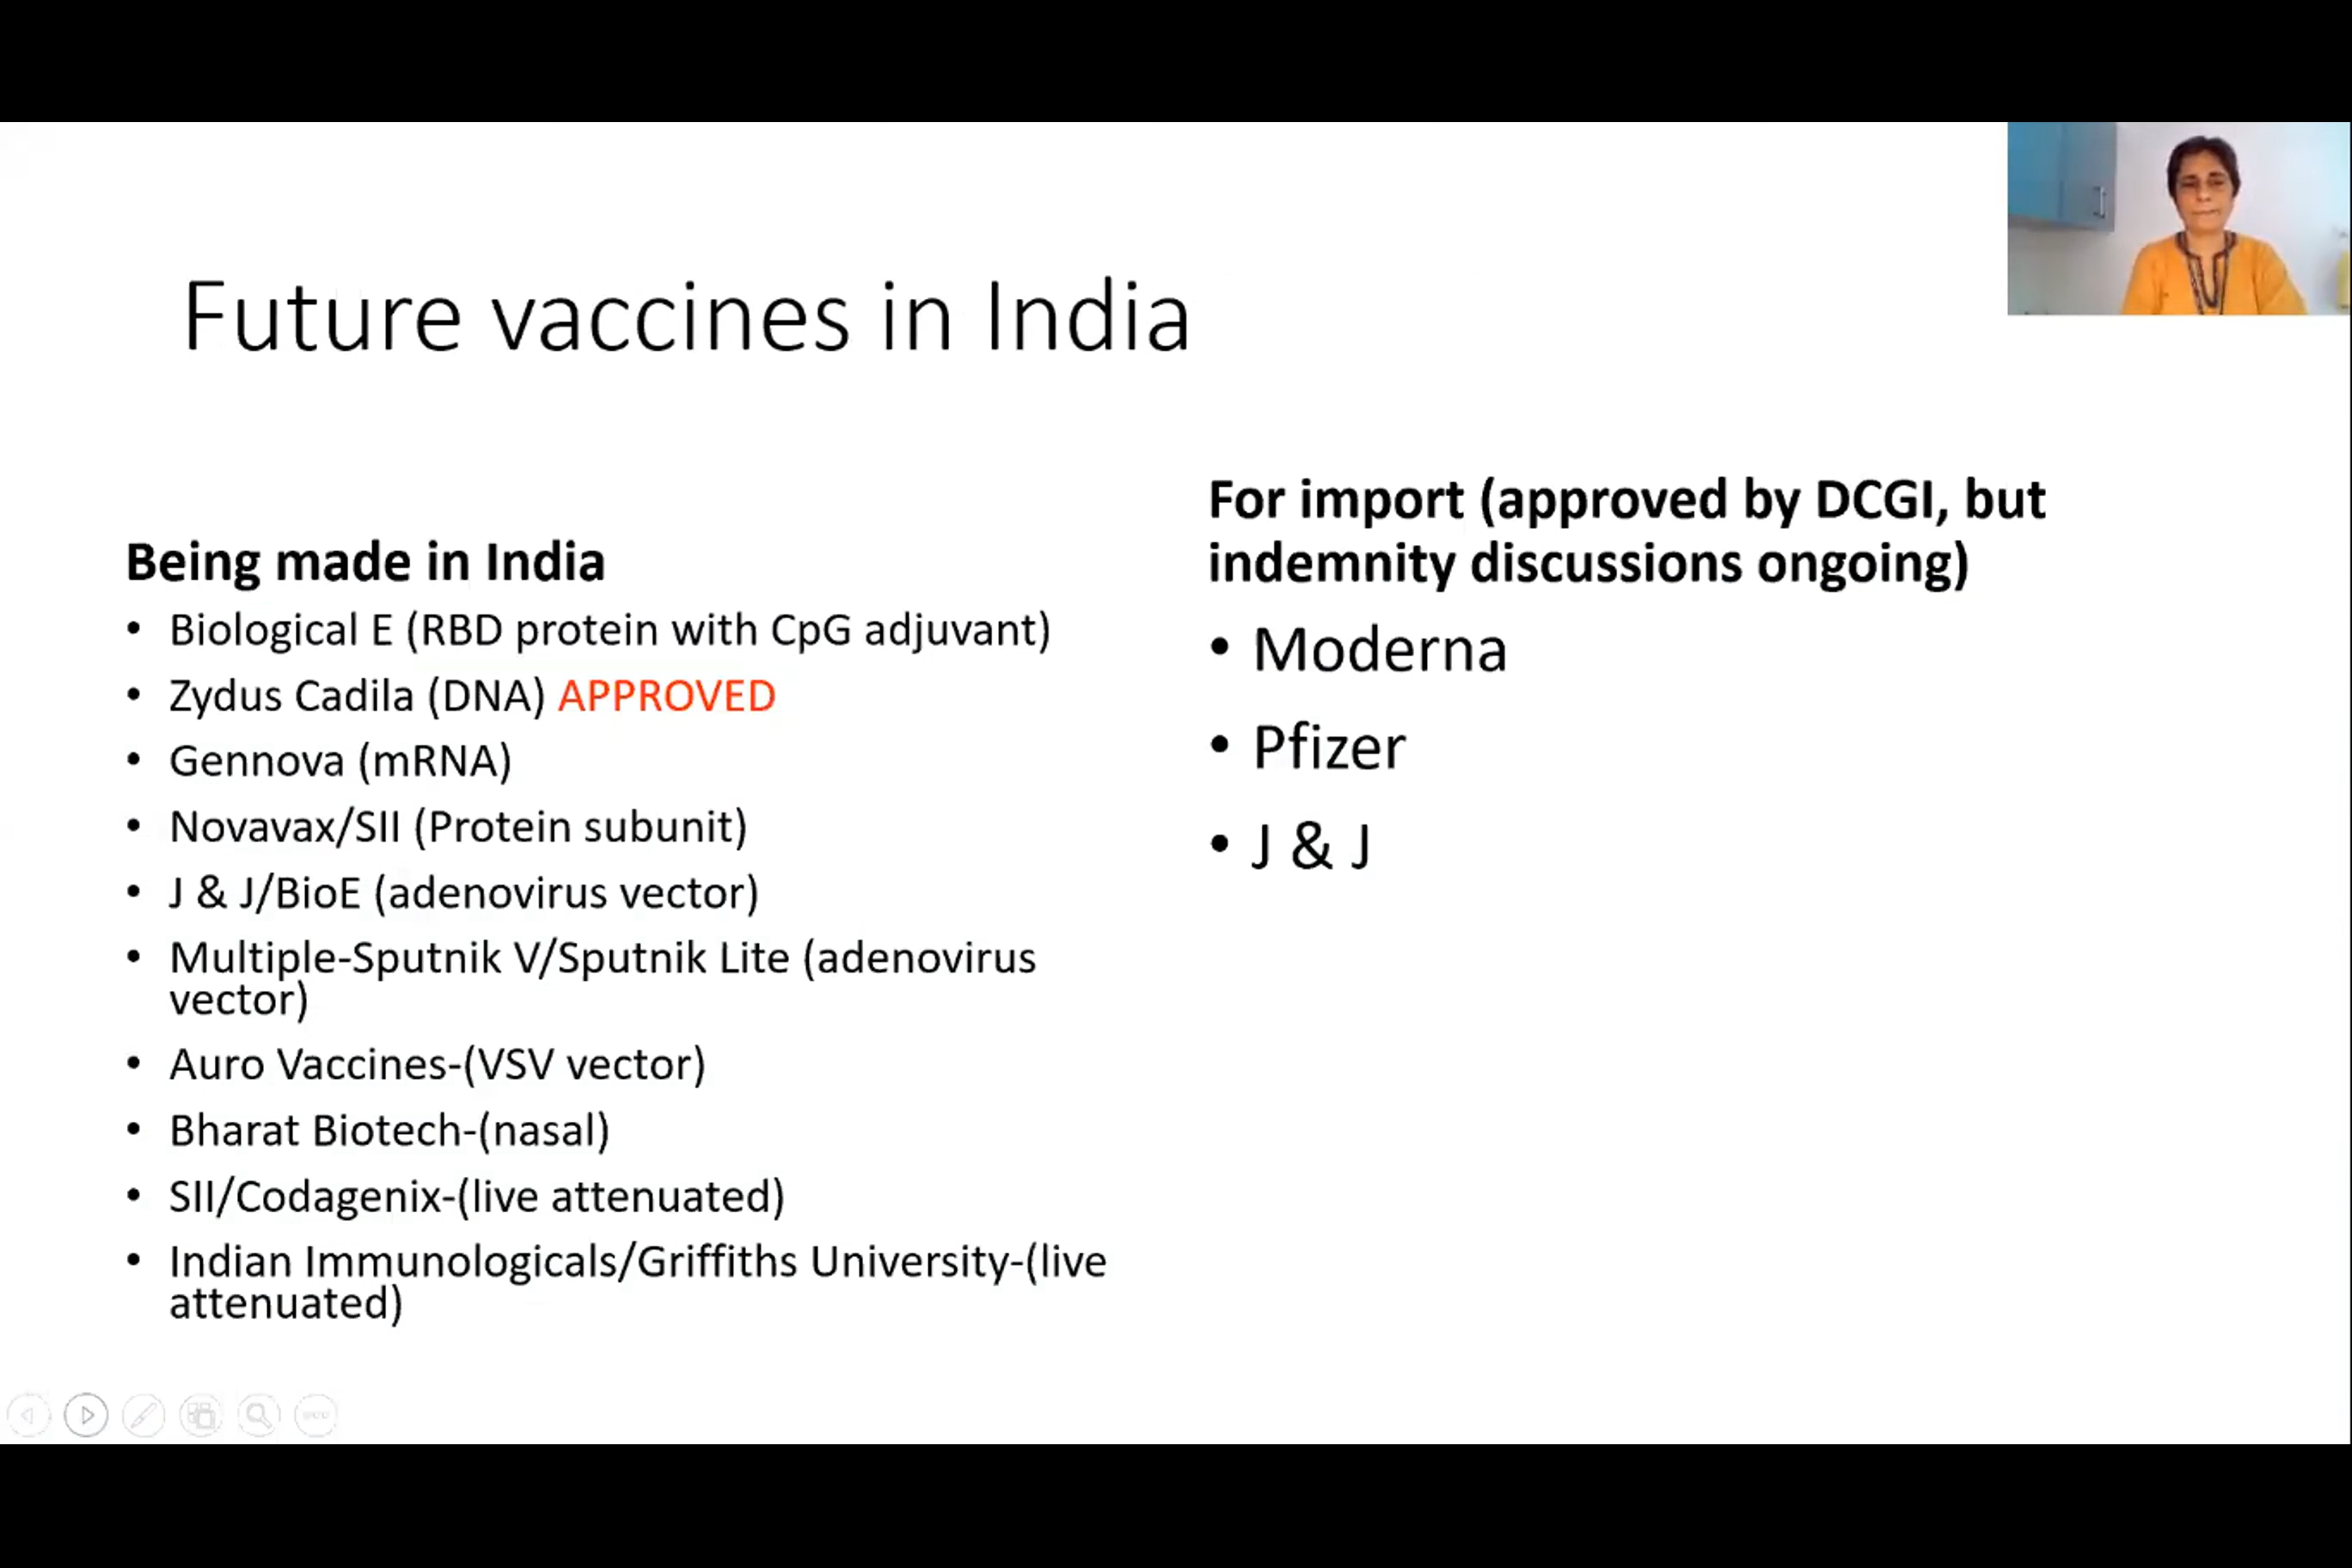 Future vaccines in India
Being made in India
• Biological E (RBD protein with CpG adjuvant)
• Zydus Cadila (DNA) APPROVED
• Gennova (mRNA)
• Novavax/SII (Protein subunit)
• J & J/BioE (adenovirus vector)
• Multiple-Sputnik V/Sputnik Lite (adenovirus
vector)
• Auro Vaccines-(VSV vector)
• Bharat Biotech-(nasal)
• SII/Codagenix-(live attenuated)
• Indian Immunologicals/Griffiths University-(live
attenuated)
For import (approved by DCGI, but
indemnity discussions ongoing)
• Moderna
• Pfizer
• J & J